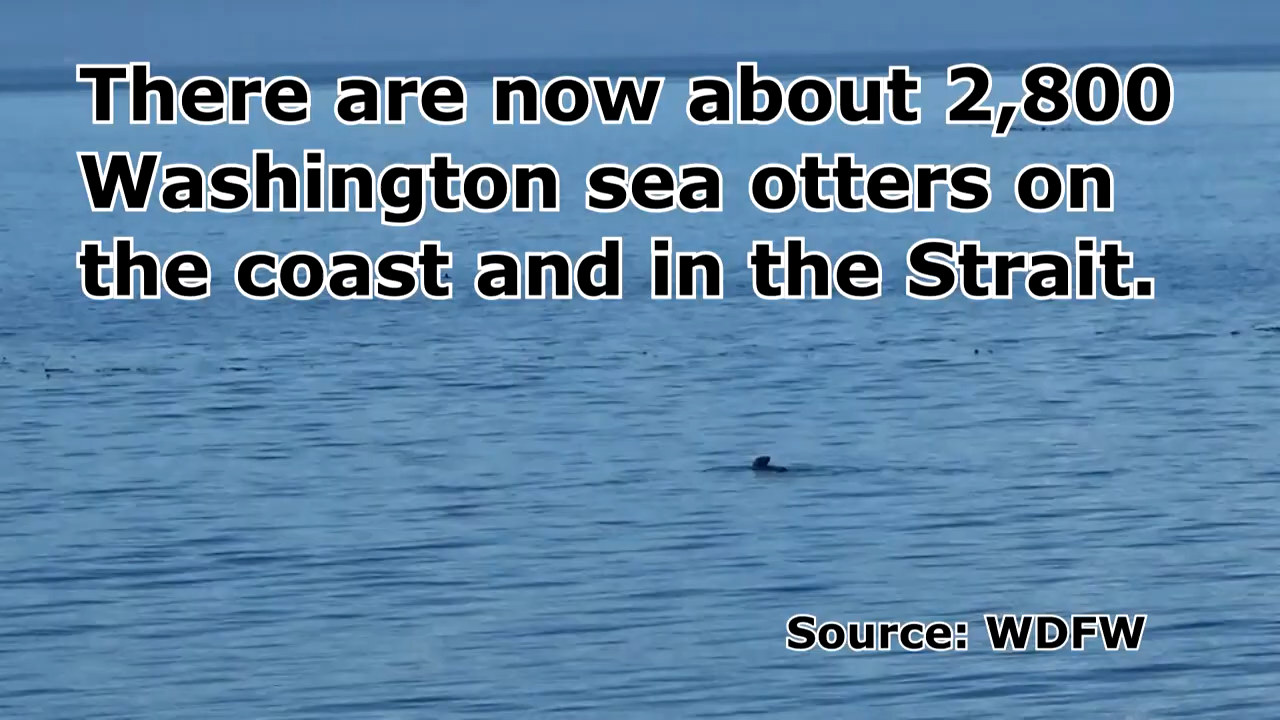 There are now about 2,800
Washington sea otters on
the coast and in the Strait.
Source: WDFW